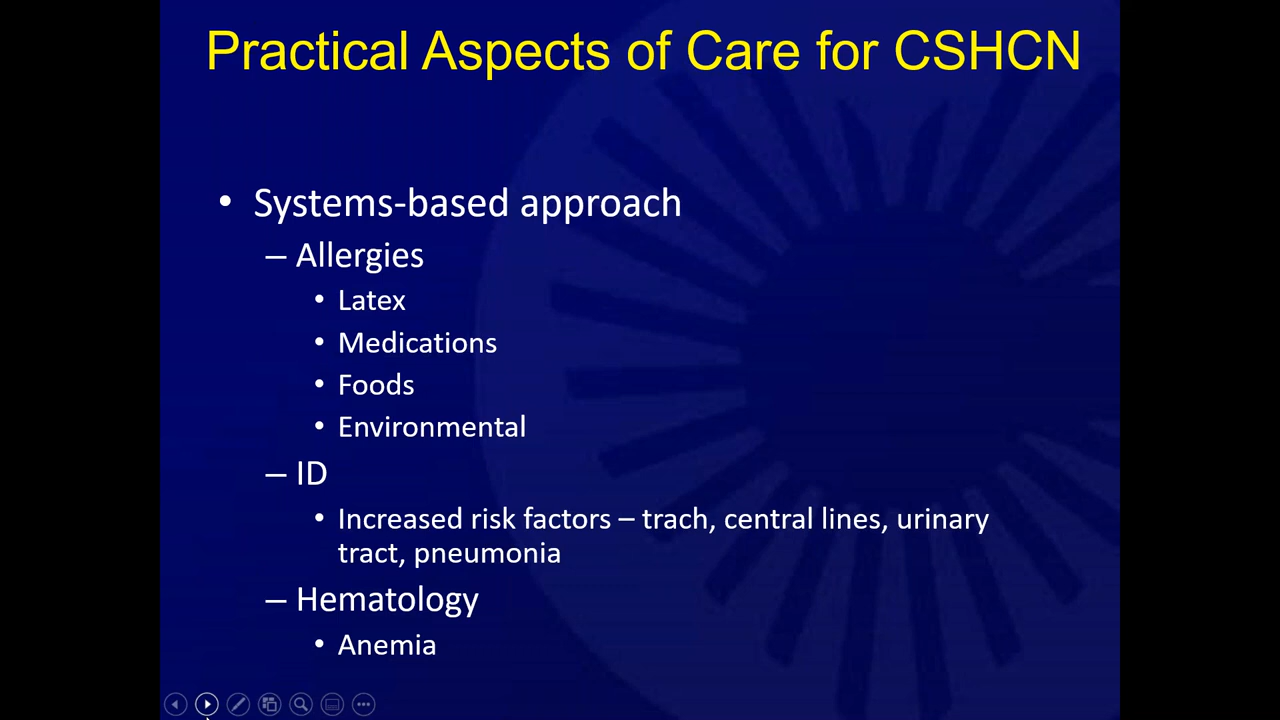 Practical Aspects of Care for CSHCN
• Systems-based approach
– Allergies
• Latex
• Medications
• Foods
• Environmental
– ID
• Increased risk factors – trach, central lines, urinary
tract, pneumonia
– Hematology
• Anemia